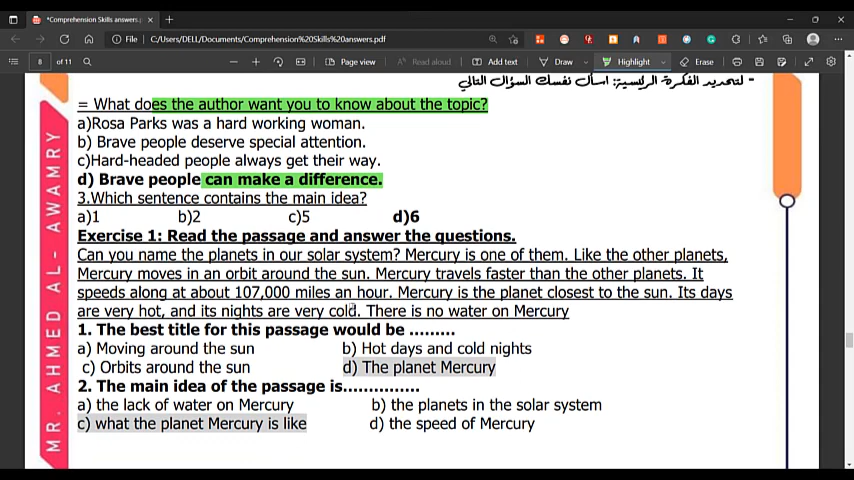 *Comprehension Skills answers.p
File
C:/Users/DELL/Documents/Comprehension%20Skills%20answers.pdf
8 of 11
Page view
Read aloud
Add text
Draw
Highlight
Erase
- لتحديد الفكرة الرئيسية: اسأل نفسك السؤال التالي
= What does the author want you to know about the topic?
a)Rosa Parks was a hard working woman.
b) Brave people deserve special attention.
c)Hard-headed people always get their way.
d) Brave people can make a difference.
3.Which sentence contains the main idea?
a)1 b)2 c)5 d)6
Exercise 1: Read the passage and answer the questions.
Can you name the planets in our solar system? Mercury is one of them. Like the other planets,
Mercury moves in an orbit around the sun. Mercury travels faster than the other planets. It
speeds along at about 107,000 miles an hour. Mercury is the planet closest to the sun. Its days
are very hot, and its nights are very cold. There is no water on Mercury
1. The best title for this passage would be .........
a) Moving around the sun b) Hot days and cold nights
c) Orbits around the sun d) The planet Mercury
2. The main idea of the passage is...............
a) the lack of water on Mercury b) the planets in the solar system
c) what the planet Mercury is like d) the speed of Mercury
MR. AHMED AL- AWAMRY